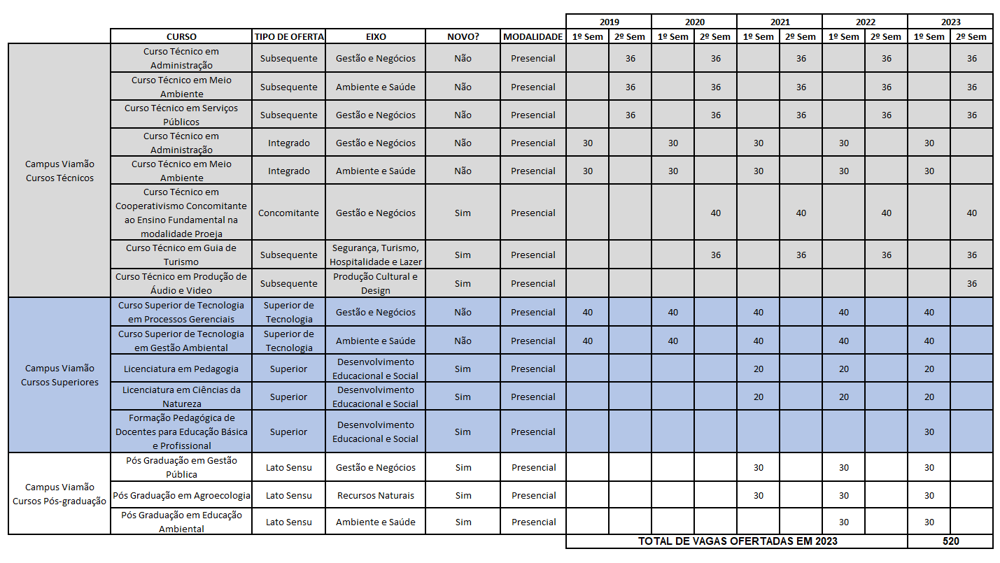 2019 2020 2021 2022 2023
CURSO TIPO DE OFERTA EIXO NOVO? MODALIDADE 1º Sem 2º Sem 1º Sem 2º Sem 1º Sem 2º Sem 1º Sem 2º Sem 1º Sem 2º Sem
Campus Viamão
Cursos Técnicos
Curso Técnico em
Administração
Subsequente Gestão e Negócios Não Presencial 36 36 36 36 36
Curso Técnico em Meio
Ambiente
Subsequente Ambiente e Saúde Não Presencial 36 36 36 36 36
Curso Técnico em Serviços
Públicos
Subsequente Gestão e Negócios Não Presencial 36 36 36 36 36
Curso Técnico em
Administração
Integrado Gestão e Negócios Não Presencial 30 30 30 30 30
Curso Técnico em Meio
Ambiente
Integrado Ambiente e Saúde Não Presencial 30 30 30 30 30
Curso Técnico em
Cooperativismo Concomitante
ao Ensino Fundamental na
modalidade Proeja
Concomitante Gestão e Negócios Sim Presencial 40 40 40 40
Curso Técnico em Guia de
Turismo
Subsequente
Segurança, Turismo,
Hospitalidade e Lazer
Sim Presencial 36 36 36 36
Curso Técnico em Produção de
Áudio e Video
Subsequente
Produção Cultural e
Design
Sim Presencial 36
Campus Viamão
Cursos Superiores
Curso Superior de Tecnologia
em Processos Gerenciais
Superior de
Tecnologia
Gestão e Negócios Não Presencial 40 40 40 40 40
Curso Superior de Tecnologia
em Gestão Ambiental
Superior de
Tecnologia
Ambiente e Saúde Não Presencial 40 40 40 40 40
Licenciatura em Pedagogia Superior
Desenvolvimento
Educacional e Social
Sim Presencial 20 20 20
Licenciatura em Ciências da
Natureza
Superior
Desenvolvimento
Educacional e Social
Sim Presencial 20 20 20
Formação Pedagógica de
Docentes para Educação Básica
e Profissional
Superior
Desenvolvimento
Educacional e Social
Sim Presencial 30
Campus Viamão
Cursos Pós-graduação
Pós Graduação em Gestão
Pública
Lato Sensu Gestão e Negócios Sim Presencial 30 30 30
Pós Graduação em Agroecologia Lato Sensu Recursos Naturais Sim Presencial 30 30 30
Pós Graduação em Educação
Ambiental
Lato Sensu Ambiente e Saúde Sim Presencial 30 30
TOTAL DE VAGAS OFERTADAS EM 2023 520